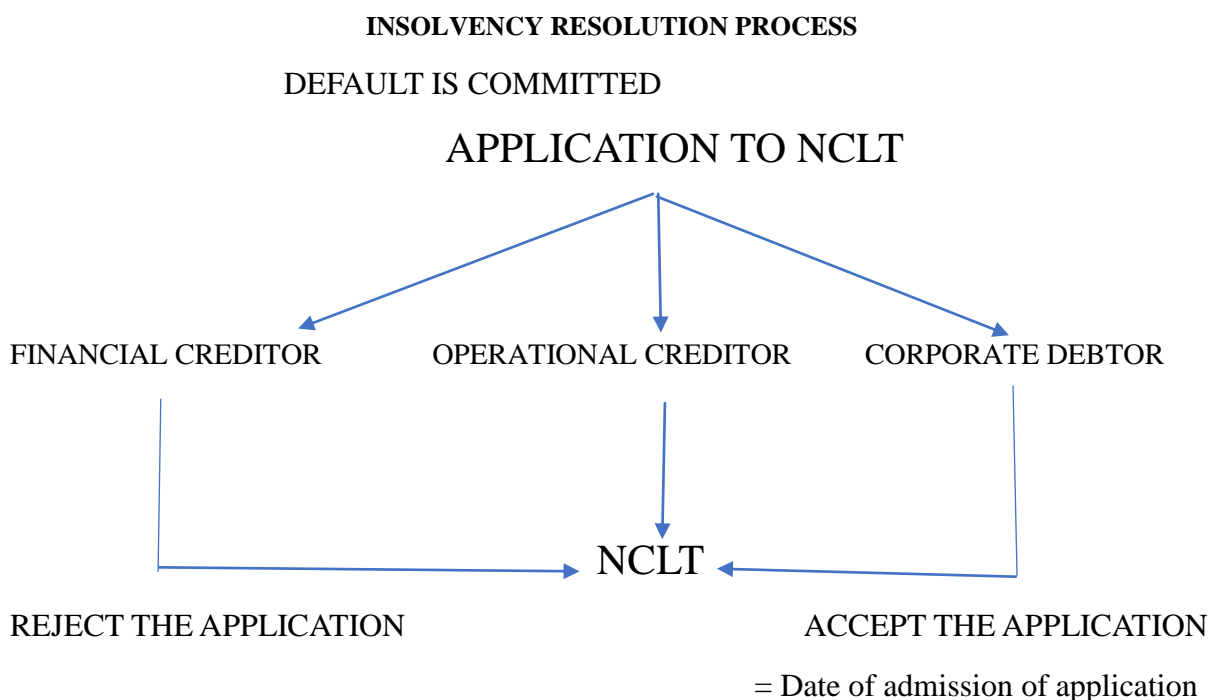 INSOLVENCY RESOLUTION PROCESS
DEFAULT IS COMMITTED
APPLICATION TO NCLT
FINANCIAL CREDITOR OPERATIONAL CREDITOR CORPORATE DEBTOR
NCLT
REJECT THE APPLICATION ACCEPT THE APPLICATION
= Date of admission of application